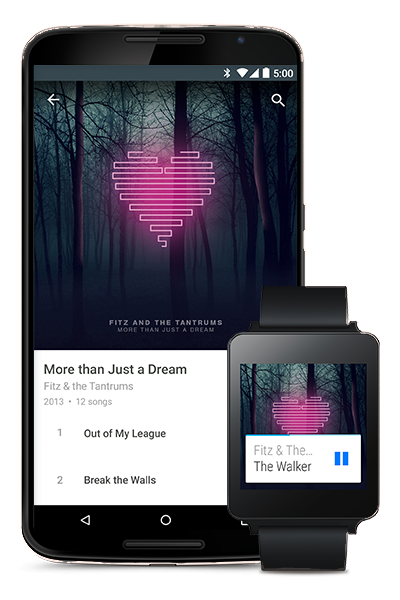 5:00
FITZ AND THE TANTRUMS
MORE THAN JUST A DREAM
More than Just a Dream
Fitz & the Tantrums
2013 • 12 songs
1 Out of My League
2 Break the Walls
Fitz & The...
The Walker